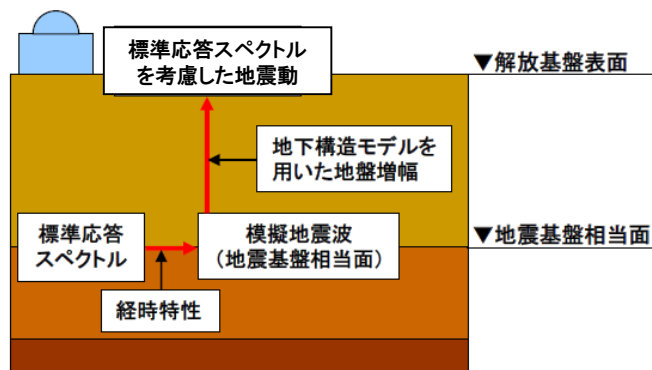 標準応答スペクトル
を考慮した地震動
▼解放基盤表面
地下構造モデルを
用いた地盤増幅
標準応答
スペクトル
模擬地震波
（地震基盤相当面）
▼地震基盤相当面
経時特性